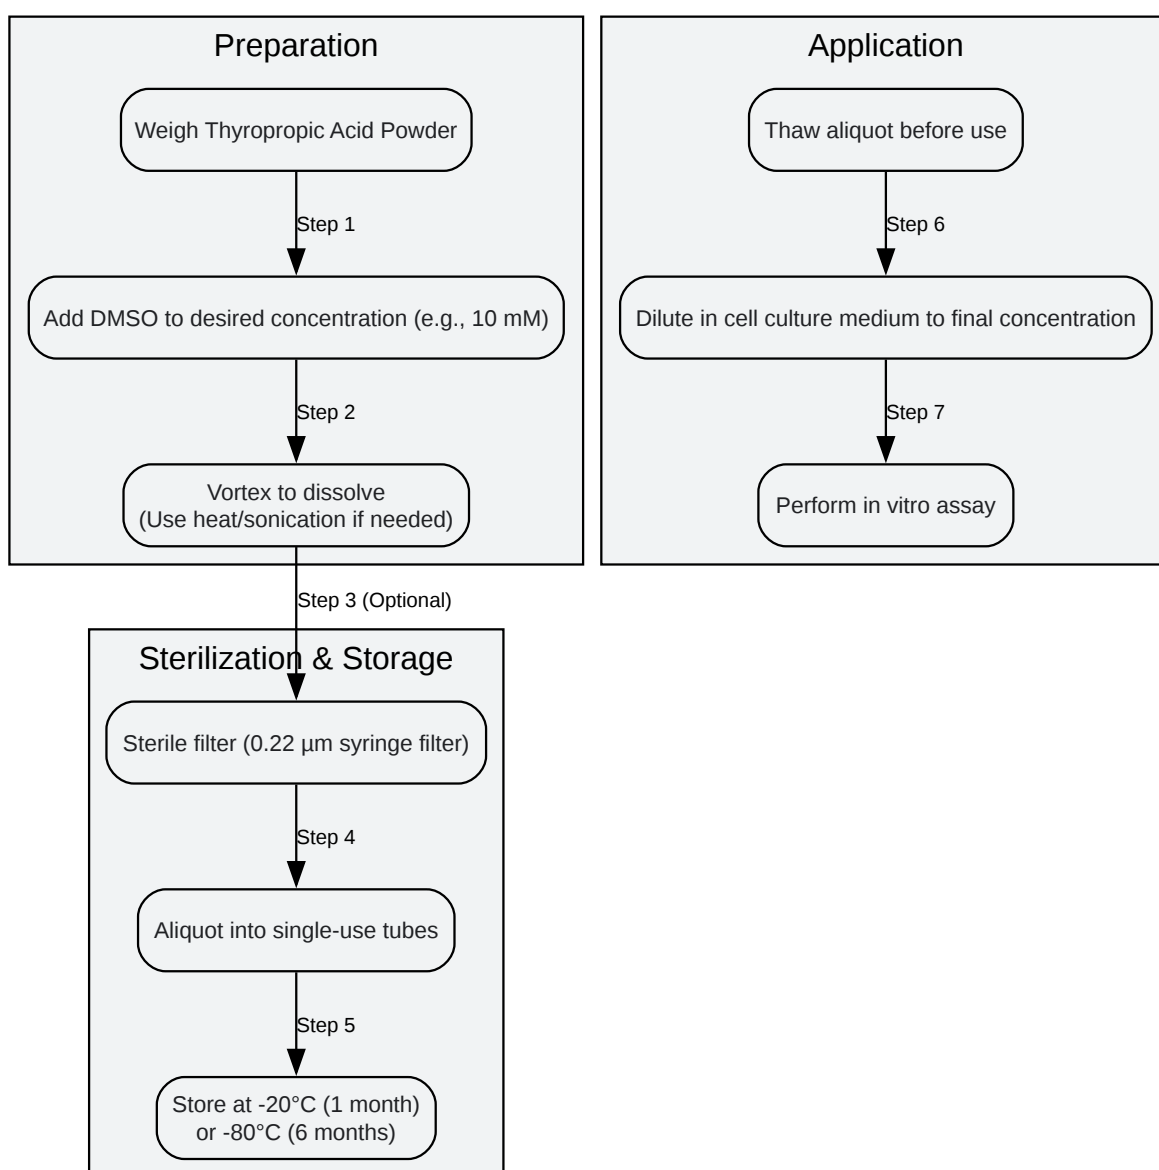 Preparation
Weigh Thyropropic Acid Powder
Step 1
Add DMSO to desired concentration (e.g., 10 mM)
Step 2
Vortex to dissolve
(Use heat/sonication if needed)
Step 3 (Optional)
Sterilization & Storage
Sterile filter (0.22 µm syringe filter)
Step 4
Aliquot into single-use tubes
Step 5
Store at -20°C (1 month)
or -80°C (6 months)
Application
Thaw aliquot before use
Step 6
Dilute in cell culture medium to final concentration
Step 7
Perform in vitro assay